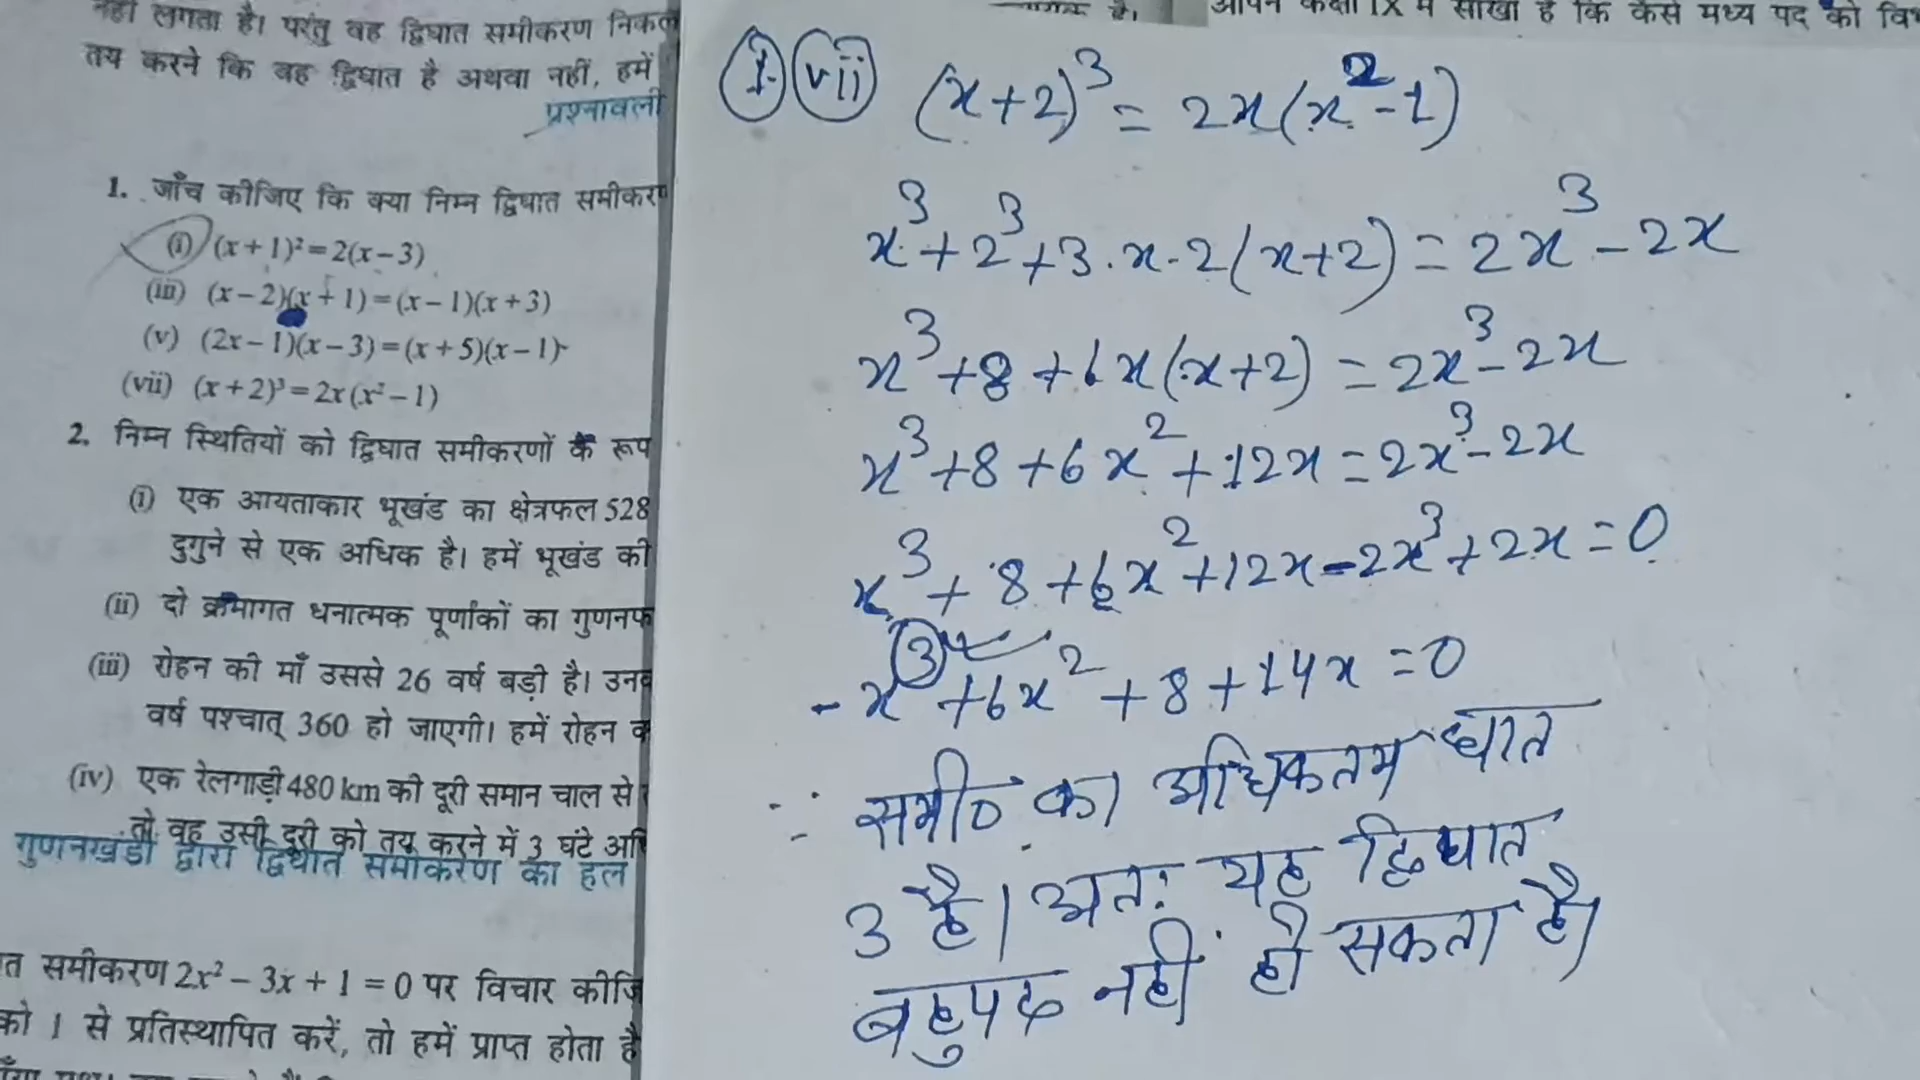 नहीं लगता है। परंतु वह द्विघात समीकरण
तय करने कि वह द्विघात है अथवा नहीं, हमें
प्रश्नावली
1. जाँच कीजिए कि क्या निम्न द्विघात
(i) (x + 1)² = 2(x – 3)
(iii) (x – 2)(x + 1) = (x – 1)(x + 3)
(v) (2x – 1)(x – 3) = (x + 5)(x – 1)
(vii) (x + 2)³ = 2x (x² – 1)
2. निम्न स्थितियों को द्विघात समीकरणों के रूप
(i) एक आयताकार भूखंड का क्षेत्रफल 528
दुगुने से एक अधिक है। हमें भूखंड की
(ii) दो क्रमागत धनात्मक पूर्णांकों का
(iii) रोहन की माँ उससे 26 वर्ष बड़ी है।
वर्ष पश्चात् 360 हो जाएगी। हमें रोहन
(iv) एक रेलगाड़ी 480 km की दूरी समान चाल से
तो वह उसी दूरी को तय करने में 3 घंटे
गुणनखंडों द्वारा द्विघात समीकरण का हल
समीकरण 2x² – 3x + 1 = 0 पर विचार
को 1 से प्रतिस्थापित करें, तो हमें प्राप्त होता है
आपने कक्षा IX में सीखा है कि कैसे मध्य पद को
1. vii (x+2)³ = 2x(x²-1)
x³+2³+3.x.2(x+2) = 2x³-2x
x³+8+6x(x+2) = 2x³-2x
x³+8+6x²+12x=2x³-2x
x³+8+6x²+12x-2x³+2x=0
-x³+6x²+8+14x=0
∵ समी० का अधिकतम घात
3 है। अतः यह द्विघात
बहुपद नहीं हो सकता है।